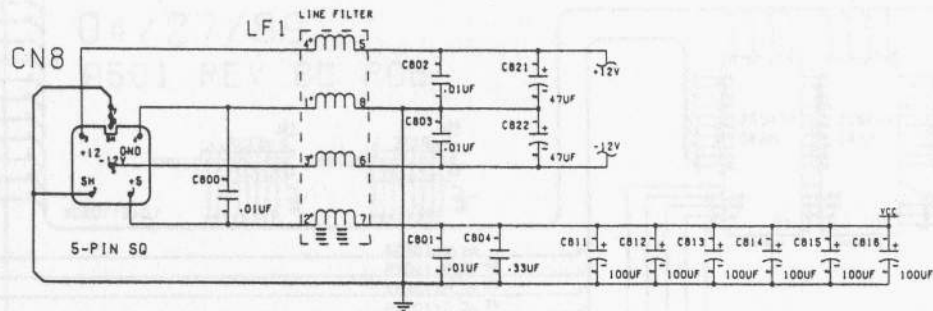 LINE FILTER
LF1
CN8
4
5
1
8
3
6
2
7
C802
.01UF
C821
47UF
+12V
C803
.01UF
C822
47UF
-12V
+12
GND
-12V
SH
+5
C800
.01UF
5-PIN SQ
C801
.01UF
C804
.33UF
C811
100UF
C812
100UF
C813
100UF
C814
100UF
C815
100UF
C816
100UF
VCC